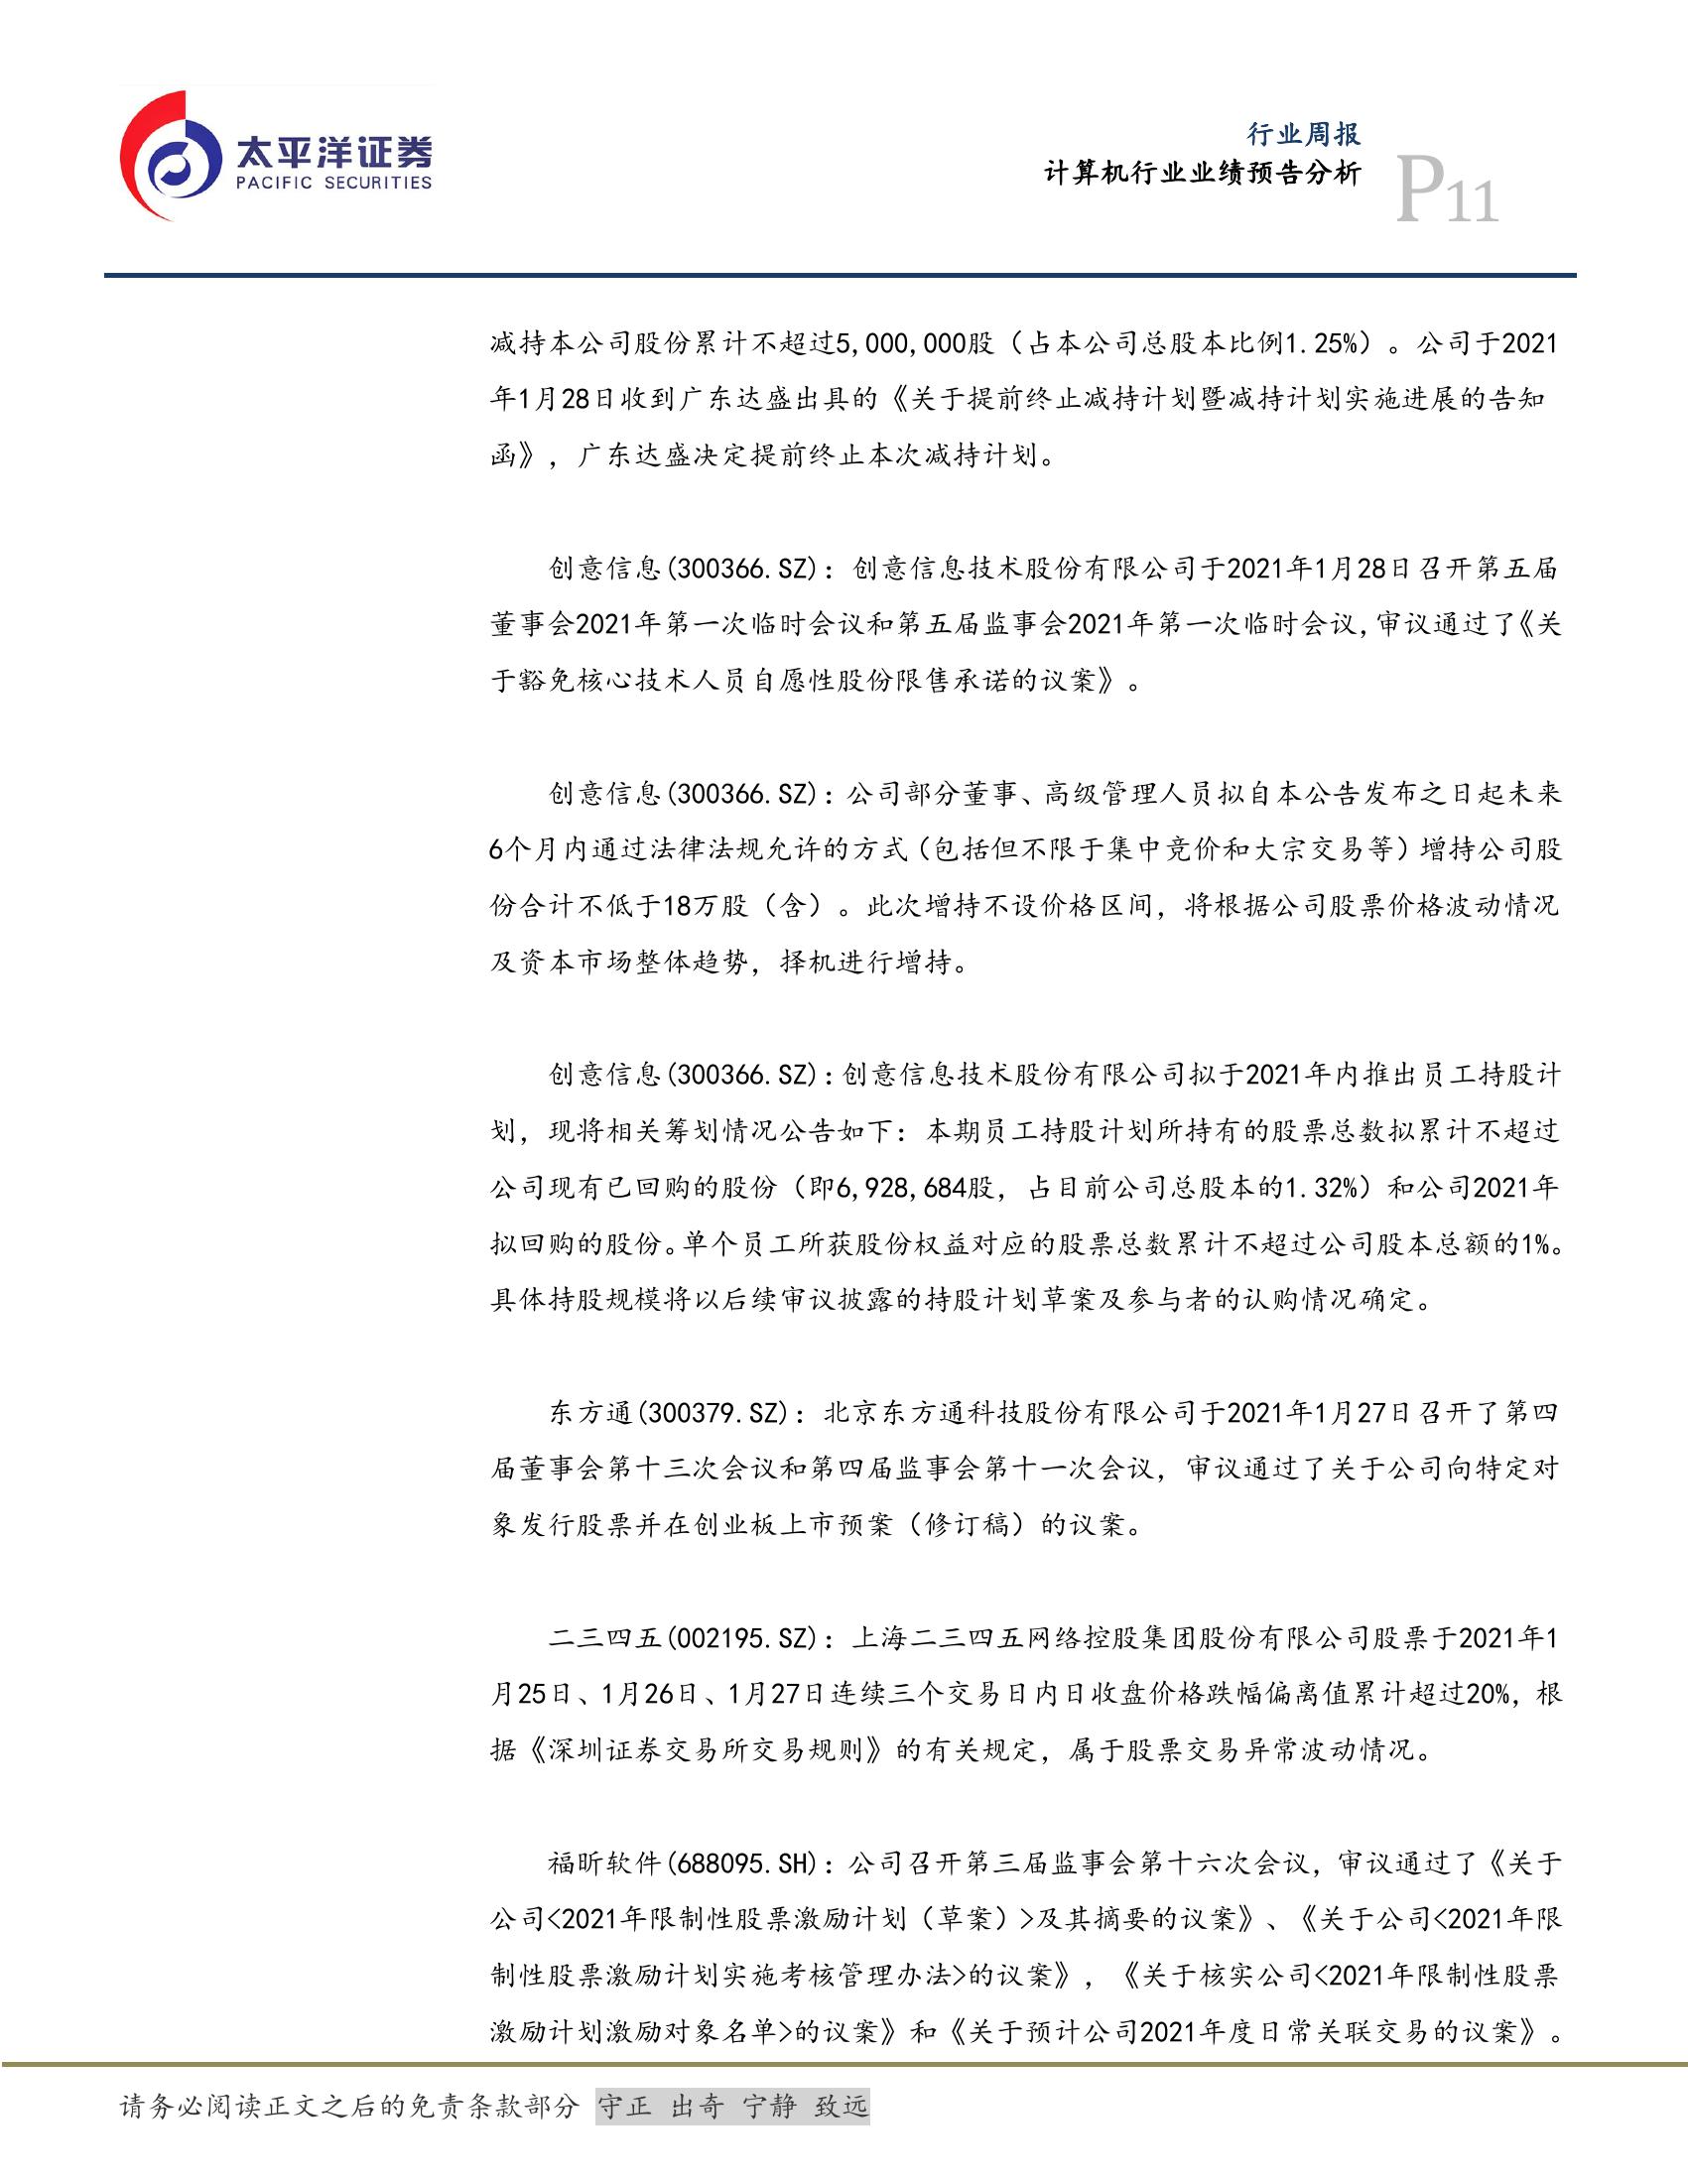 太平洋证券
PACIFIC SECURITIES
行业周报
计算机行业业绩预告分析
P11
减持本公司股份累计不超过5,000,000股（占本公司总股本比例1.25%）。公司于2021
年1月28日收到广东达盛出具的《关于提前终止减持计划暨减持计划实施进展的告知
函》，广东达盛决定提前终止本次减持计划。
创意信息(300366.SZ)：创意信息技术股份有限公司于2021年1月28日召开第五届
董事会2021年第一次临时会议和第五届监事会2021年第一次临时会议，审议通过了《关
于豁免核心技术人员自愿性股份限售承诺的议案》。
创意信息(300366.SZ)：公司部分董事、高级管理人员拟自本公告发布之日起未来
6个月内通过法律法规允许的方式（包括但不限于集中竞价和大宗交易等）增持公司股
份合计不低于18万股（含）。此次增持不设价格区间，将根据公司股票价格波动情况
及资本市场整体趋势，择机进行增持。
创意信息(300366.SZ)：创意信息技术股份有限公司拟于2021年内推出员工持股计
划，现将相关筹划情况公告如下：本期员工持股计划所持有的股票总数拟累计不超过
公司现有已回购的股份（即6,928,684股，占目前公司总股本的1.32%）和公司2021年
拟回购的股份。单个员工所获股份权益对应的股票总数累计不超过公司股本总额的1%。
具体持股规模将以后续审议披露的持股计划草案及参与者的认购情况确定。
东方通(300379.SZ)：北京东方通科技股份有限公司于2021年1月27日召开了第四
届董事会第十三次会议和第四届监事会第十一次会议，审议通过了关于公司向特定对
象发行股票并在创业板上市预案（修订稿）的议案。
二三四五(002195.SZ)：上海二三四五网络控股集团股份有限公司股票于2021年1
月25日、1月26日、1月27日连续三个交易日内日收盘价格跌幅偏离值累计超过20%，根
据《深圳证券交易所交易规则》的有关规定，属于股票交易异常波动情况。
福昕软件(688095.SH)：公司召开第三届监事会第十六次会议，审议通过了《关于
公司<2021年限制性股票激励计划（草案）>及其摘要的议案》、《关于公司<2021年限
制性股票激励计划实施考核管理办法>的议案》，《关于核实公司<2021年限制性股票
激励计划激励对象名单>的议案》和《关于预计公司2021年度日常关联交易的议案》。
请务必阅读正文之后的免责条款部分 守正 出奇 宁静 致远